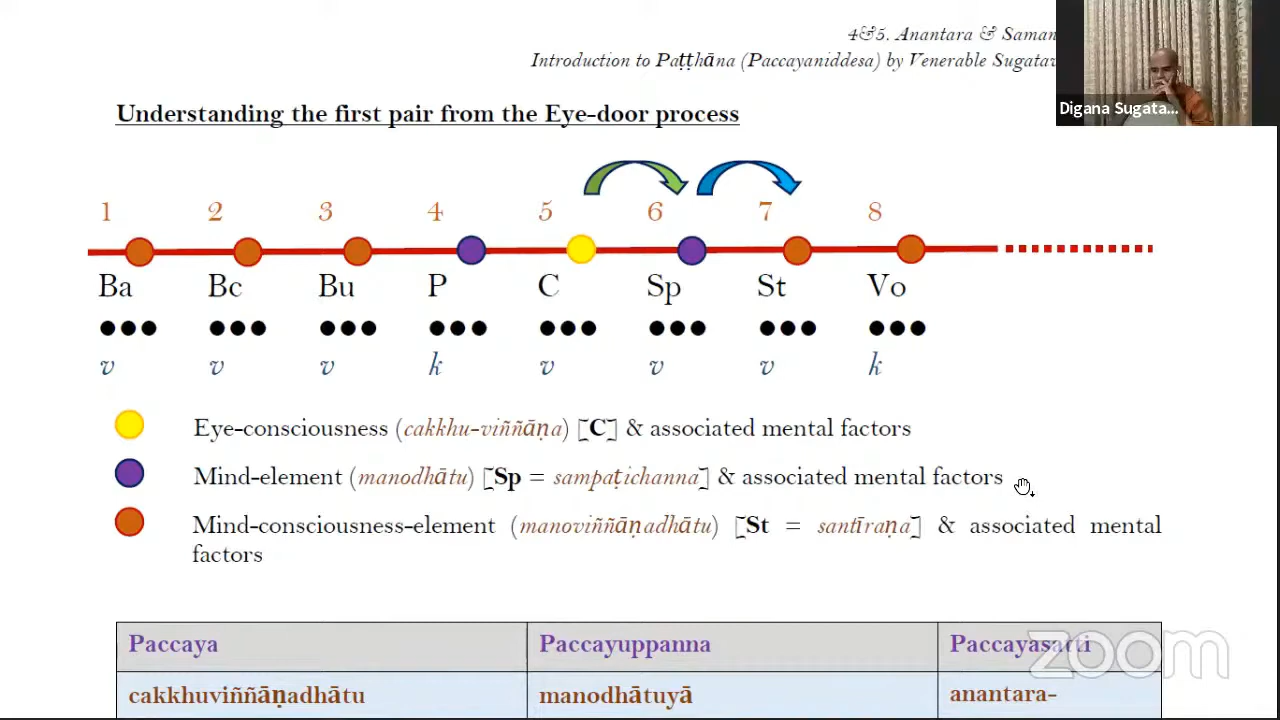 4&5. Anantara & Saman
Introduction to Paṭṭhāna (Paccayaniddesa) by Venerable Sugatav
Digana Sugata...
Understanding the first pair from the Eye-door process
1 2 3 4 5 6 7 8
Ba Bc Bu P C Sp St Vo
v v v k v v v k
Eye-consciousness (cakkhu-viññāṇa) [C] & associated mental factors
Mind-element (manodhātu) [Sp = sampaṭichanna] & associated mental factors
Mind-consciousness-element (manoviññāṇadhātu) [St = santīraṇa] & associated mental
factors
Paccaya Paccayuppanna Paccayasatti
cakkhuviññāṇadhātu manodhātuyā anantara-
zoom